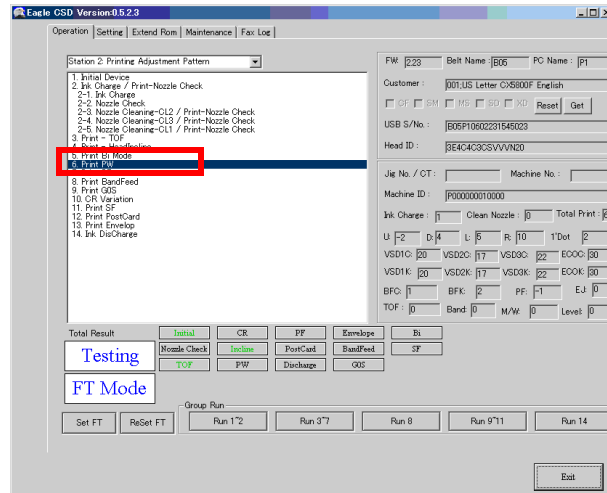 Eagle CSD Version:0.5.2.3
Operation Setting Extend Rom Maintenance Fax Log
Station 2: Printing Adjustment Pattern
1. Initial Device
2. Ink Charge / Print-Nozzle Check
2-1. Ink Charge
2-2. Nozzle Check
2-3. Nozzle Cleaning-CL2 / Print-Nozzle Check
2-4. Nozzle Cleaning-CL3 / Print-Nozzle Check
2-5. Nozzle Cleaning-CL1 / Print-Nozzle Check
3. Print - TOF
4. Print - HeadIncline
5. Print Bi Mode
6. Print PW
8. Print BandFeed
9. Print G0S
10. CR Variation
11. Print SF
12. Print PostCard
13. Print Envelop
14. Ink DisCharge
FW: 2.23 Belt Name : B05 PC Name : P1
Customer : 001;US Letter CX5800F English
CF SM MS SD XD Reset Get
USB S/No. : B05P10602231545023
Head ID : 3E4C4C3CSVVVN20
Jig No. / CT : Machine No. :
Machine ID : P000000010000
Ink Charge : 1 Clean Nozzle : 0 Total Print :
U: -2 D: 4 L: 5 R: 10 1"Dot 2
VSD1C: 20 VSD2C: 17 VSD3C: 22 ECOC: 30
VSD1K: 20 VSD2K: 17 VSD3K: 22 ECOK: 30
BFC: 1 BFK: 2 PF: -1 EJ: 0
TOF : 0 Band: 0 M/W: 0 Level: 0
Total Result Initial CR PF Envelope Bi
Testing Nozzle Check Incline PostCard BandFeed SF
TOF PW Discharge G0S
FT Mode
Group Run
Set FT ReSet FT Run 1~2 Run 3~7 Run 8 Run 9~11 Run 14
Exit